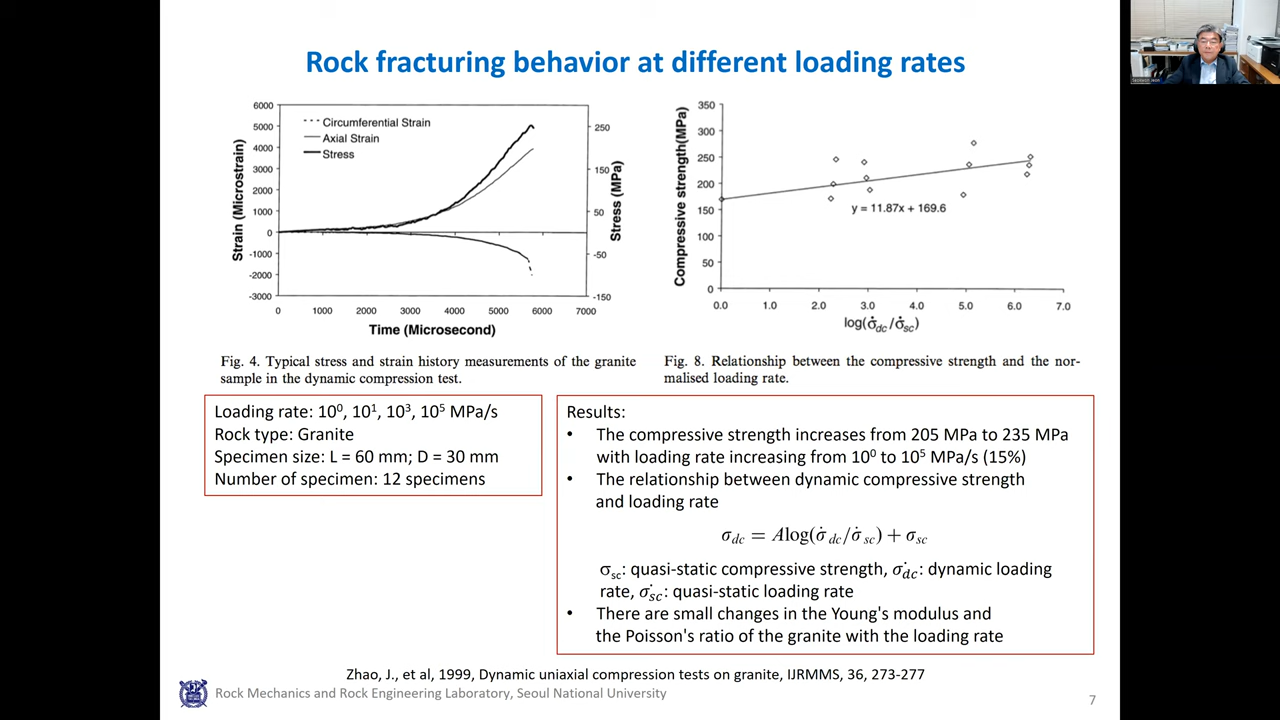 Rock fracturing behavior at different loading rates
6000
5000
4000
3000
2000
1000
0
-1000
-2000
-3000
Strain (Microstrain)
Circumferential Strain
Axial Strain
Stress
250
150
50
-50
-150
Stress (MPa)
0 1000 2000 3000 4000 5000 6000 7000
Time (Microsecond)
Fig. 4. Typical stress and strain history measurements of the granite
sample in the dynamic compression test.
350
300
250
200
150
100
50
0
Compressive strength(MPa)
y = 11.87x + 169.6
0.0 1.0 2.0 3.0 4.0 5.0 6.0 7.0
log(σ̇dc/σ̇sc)
Fig. 8. Relationship between the compressive strength and the nor-
malised loading rate.
Loading rate: 10⁰, 10¹, 10³, 10⁵ MPa/s
Rock type: Granite
Specimen size: L = 60 mm; D = 30 mm
Number of specimen: 12 specimens
Results:
• The compressive strength increases from 205 MPa to 235 MPa
with loading rate increasing from 10⁰ to 10⁵ MPa/s (15%)
• The relationship between dynamic compressive strength
and loading rate
σdc = Alog(σ̇dc/σ̇sc) + σsc
σsc: quasi-static compressive strength, σ̇dc: dynamic loading
rate, σ̇sc: quasi-static loading rate
• There are small changes in the Young's modulus and
the Poisson's ratio of the granite with the loading rate
Zhao, J., et al, 1999, Dynamic uniaxial compression tests on granite, IJRMMS, 36, 273-277
Rock Mechanics and Rock Engineering Laboratory, Seoul National University
7